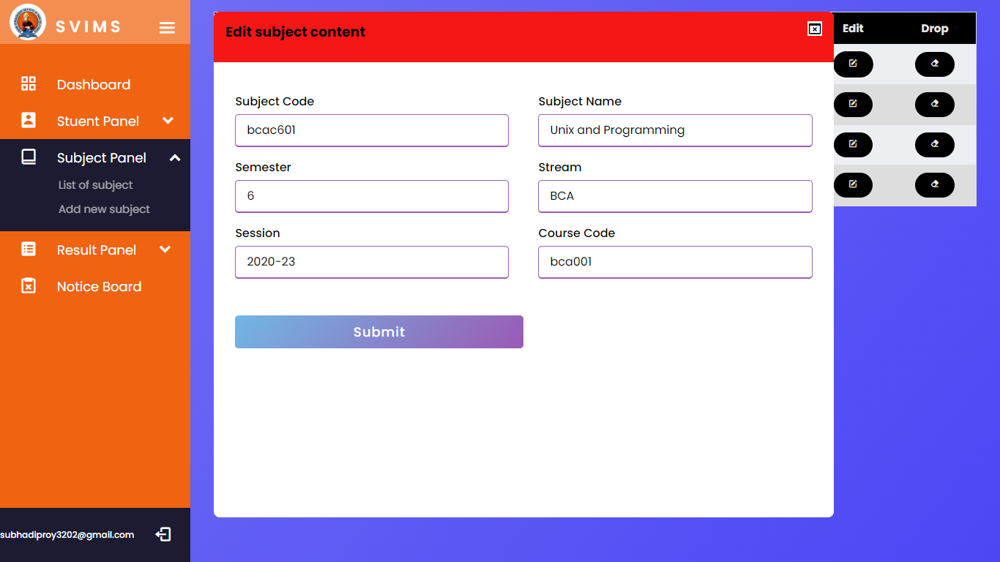 SVIMS
Dashboard
Stuent Panel
Subject Panel
List of subject
Add new subject
Result Panel
Notice Board
subhadiproy3202@gmail.com
Edit subject content
Subject Code
bcac601
Subject Name
Unix and Programming
Semester
6
Stream
BCA
Session
2020-23
Course Code
bca001
Submit
Edit Drop